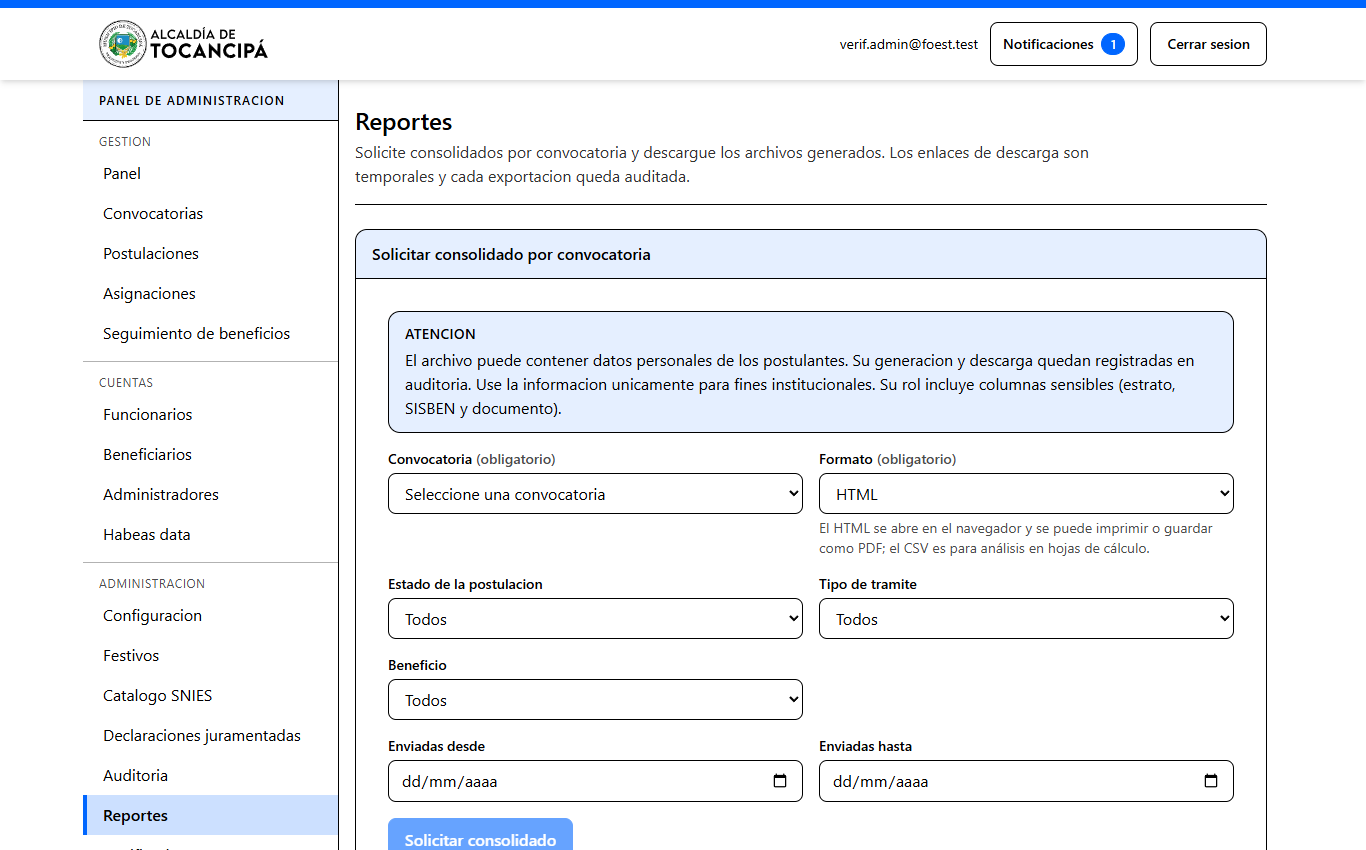 ALCALDÍA DE
TOCANCIPÁ
verif.admin@foest.test
Notificaciones 1
Cerrar sesion
PANEL DE ADMINISTRACION
GESTION
Panel
Convocatorias
Postulaciones
Asignaciones
Seguimiento de beneficios
CUENTAS
Funcionarios
Beneficiarios
Administradores
Habeas data
ADMINISTRACION
Configuracion
Festivos
Catalogo SNIES
Declaraciones juramentadas
Auditoria
Reportes
Reportes
Solicite consolidados por convocatoria y descargue los archivos generados. Los enlaces de descarga son
temporales y cada exportacion queda auditada.
Solicitar consolidado por convocatoria
ATENCION
El archivo puede contener datos personales de los postulantes. Su generacion y descarga quedan registradas en
auditoria. Use la informacion unicamente para fines institucionales. Su rol incluye columnas sensibles (estrato,
SISBEN y documento).
Convocatoria (obligatorio)
Seleccione una convocatoria
Formato (obligatorio)
HTML
El HTML se abre en el navegador y se puede imprimir o guardar
como PDF; el CSV es para análisis en hojas de cálculo.
Estado de la postulacion
Todos
Tipo de tramite
Todos
Beneficio
Todos
Enviadas desde
dd/mm/aaaa
Enviadas hasta
dd/mm/aaaa
Solicitar consolidado